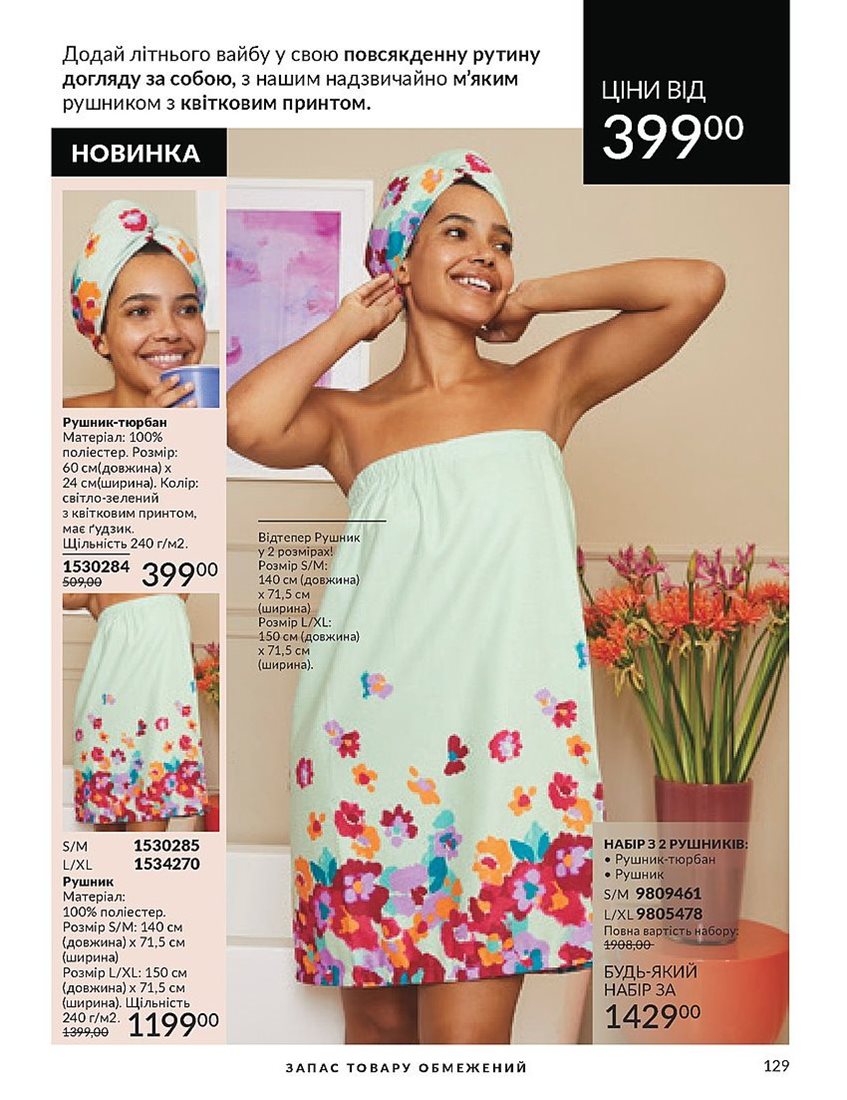 Додай літнього вайбу у свою повсякденну рутину
догляду за собою, з нашим надзвичайно м’яким
рушником з квітковим принтом.
ЦІНИ ВІД
399⁰⁰
НОВИНКА
Рушник-тюрбан
Матеріал: 100%
поліестер. Розмір:
60 см(довжина) х
24 см(ширина). Колір:
світло-зелений
з квітковим принтом,
має ґудзик.
Щільність 240 г/м2.
1530284
509,00
399⁰⁰
Відтепер Рушник
у 2 розмірах!
Розмір S/M:
140 см (довжина)
х 71,5 см
(ширина)
Розмір L/XL:
150 см (довжина)
х 71,5 см
(ширина).
S/M 1530285
L/XL 1534270
Рушник
Матеріал:
100% поліестер.
Розмір S/M: 140 см
(довжина) х 71,5 см
(ширина)
Розмір L/XL: 150 см
(довжина) х 71,5 см
(ширина). Щільність
240 г/м2.
1399,00
1199⁰⁰
НАБІР З 2 РУШНИКІВ:
• Рушник-тюрбан
• Рушник
S/M 9809461
L/XL 9805478
Повна вартість набору:
1908,00
БУДЬ-ЯКИЙ
НАБІР ЗА
1429⁰⁰
ЗАПАС ТОВАРУ ОБМЕЖЕНИЙ
129